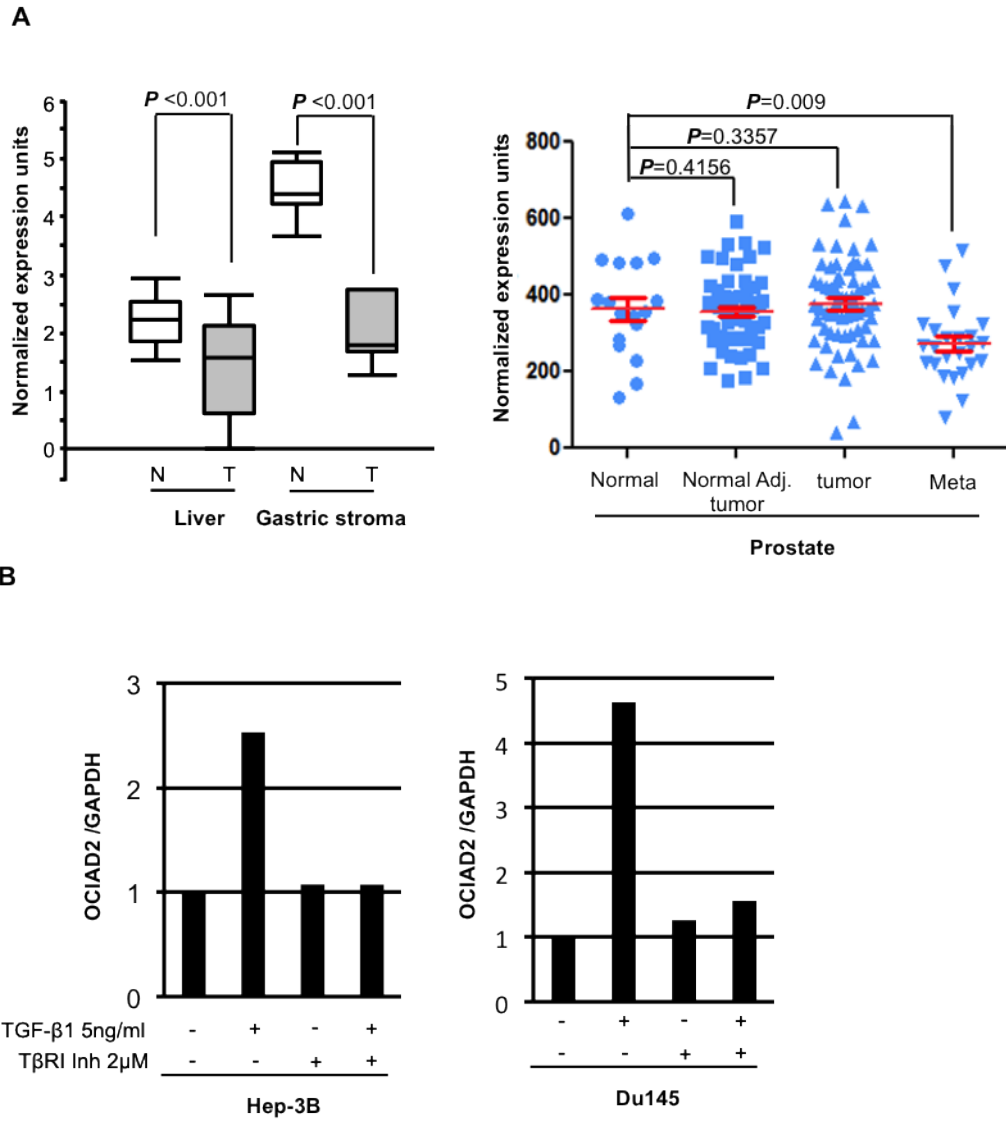 A
P <0.001
P <0.001
Normalized expression units
6
5
4
3
2
1
0
N
T
N
T
Liver
Gastric stroma
P=0.009
P=0.3357
P=0.4156
Normalized expression units
800
600
400
200
0
Normal
Normal Adj.
tumor
tumor
Meta
Prostate
B
OCIAD2 /GAPDH
3
2
1
0
TGF-β1 5ng/ml
-
+
-
+
TβRI Inh 2μM
-
-
+
+
Hep-3B
OCIAD2 /GAPDH
5
4
3
2
1
0
-
+
-
+
-
-
+
+
Du145